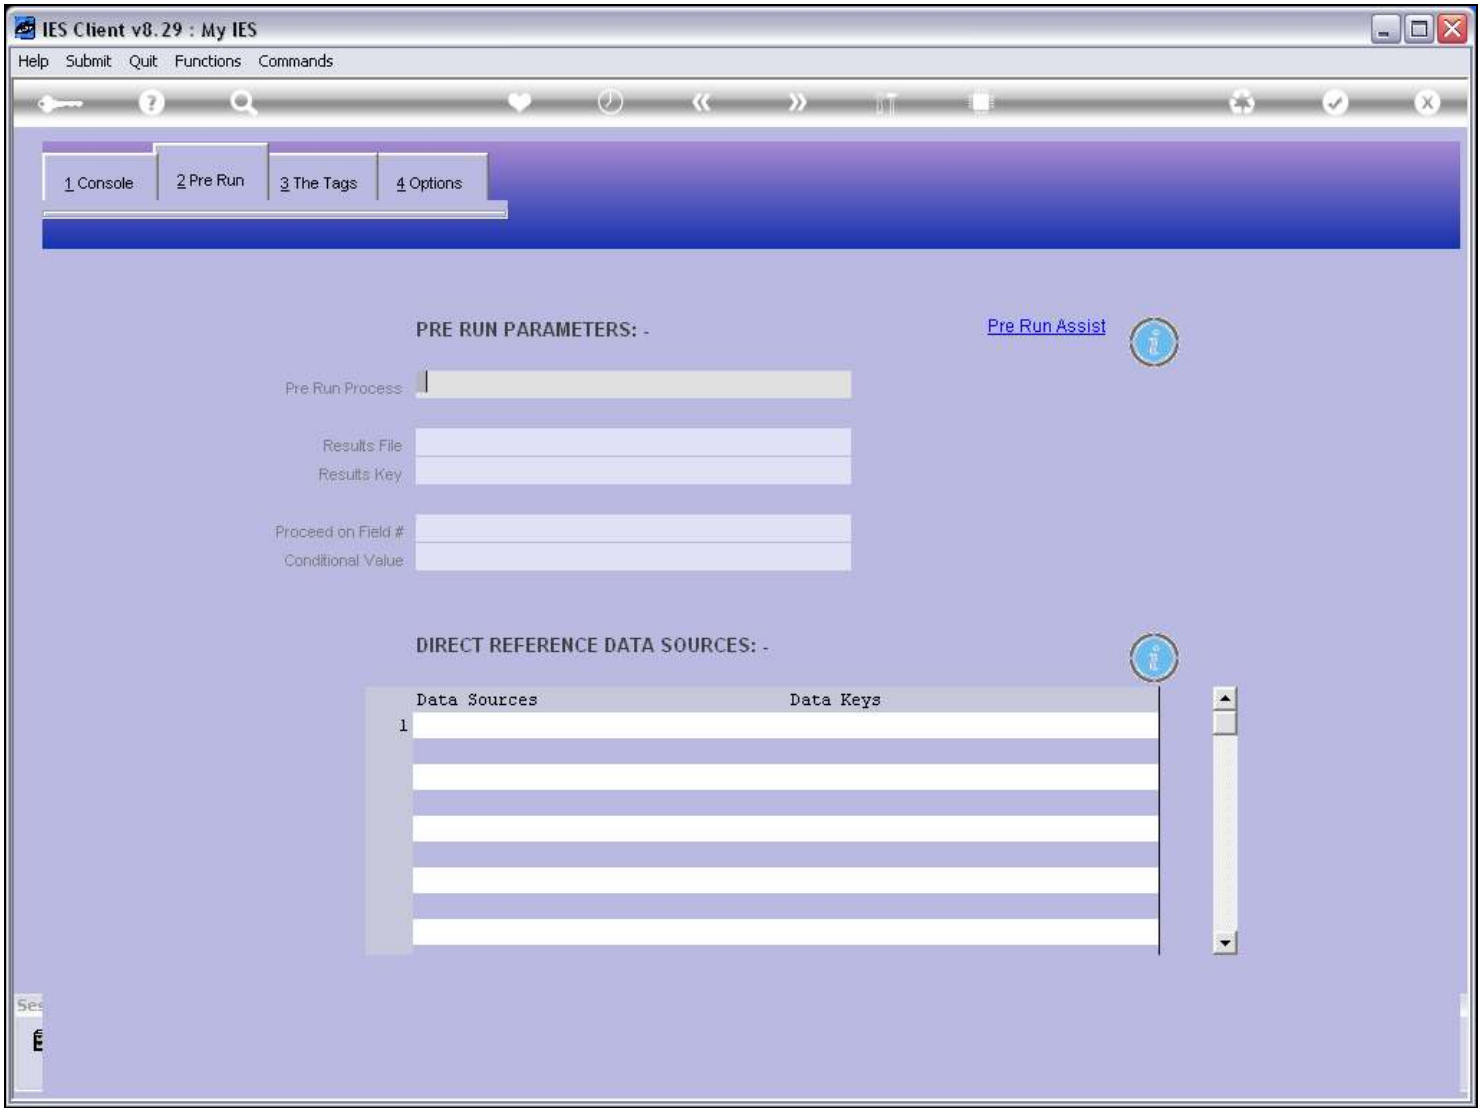 IES Client v8.29 : My IES
Help Submit Quit Functions Commands
1 Console 2 Pre Run 3 The Tags 4 Options
PRE RUN PARAMETERS: -
Pre Run Assist
Pre Run Process
Results File
Results Key
Proceed on Field #
Conditional Value
DIRECT REFERENCE DATA SOURCES: -
Data Sources Data Keys
1
Ses